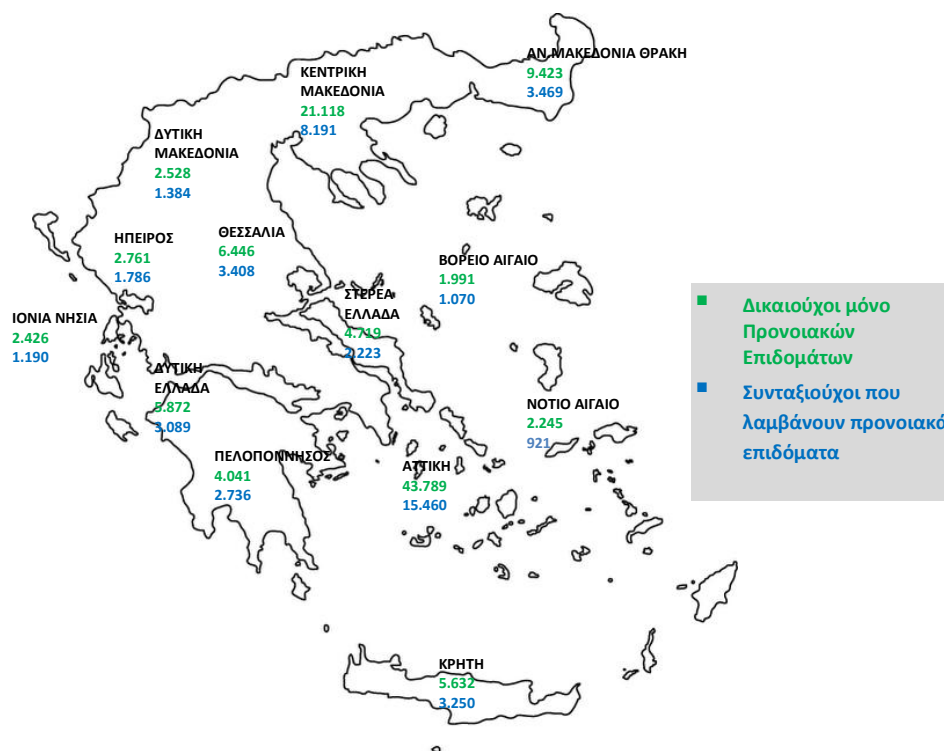 ΑΝ.ΜΑΚΕΔΟΝΙΑ ΘΡΑΚΗ
9.423
3.469
ΚΕΝΤΡΙΚΗ
ΜΑΚΕΔΟΝΙΑ
21.118
8.191
ΔΥΤΙΚΗ
ΜΑΚΕΔΟΝΙΑ
2.528
1.384
ΗΠΕΙΡΟΣ
2.761
1.786
ΘΕΣΣΑΛΙΑ
6.446
3.408
ΒΟΡΕΙΟ ΑΙΓΑΙΟ
1.991
1.070
ΣΤΕΡΕΑ
ΕΛΛΑΔΑ
4.719
2.223
ΙΟΝΙΑ ΝΗΣΙΑ
2.426
1.190
ΔΥΤΙΚΗ
ΕΛΛΑΔΑ
5.872
3.089
ΝΟΤΙΟ ΑΙΓΑΙΟ
2.245
921
ΠΕΛΟΠΟΝΝΗΣΟΣ
4.041
2.736
ΑΤΤΙΚΗ
43.789
15.460
ΚΡΗΤΗ
5.632
3.250
Δικαιούχοι μόνο
Προνοιακών
Επιδομάτων
Συνταξιούχοι που
λαμβάνουν προνοιακά
επιδόματα